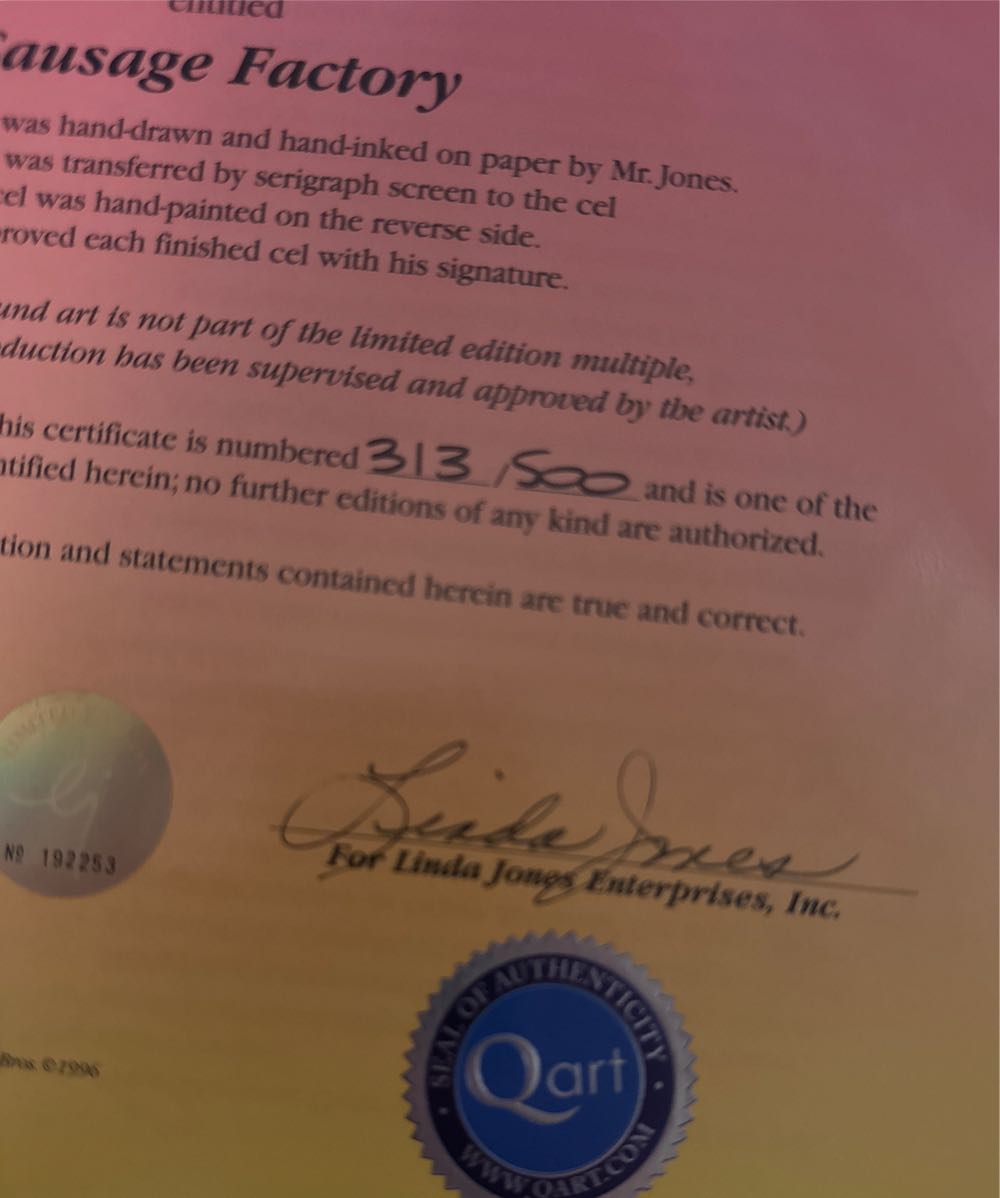 entitled
ausage Factory
was hand-drawn and hand-inked on paper by Mr. Jones.
was transferred by serigraph screen to the cel
cel was hand-painted on the reverse side.
roved each finished cel with his signature.
und art is not part of the limited edition multiple,
duction has been supervised and approved by the artist.)
his certificate is numbered 313 /500 and is one of the
ntified herein; no further editions of any kind are authorized.
tion and statements contained herein are true and correct.
Linda Jones
For Linda Jones Enterprises, Inc.
lj
Nº 192253
SEAL OF AUTHENTICITY
Qart
WWW.QART.COM
Bros. ©1996